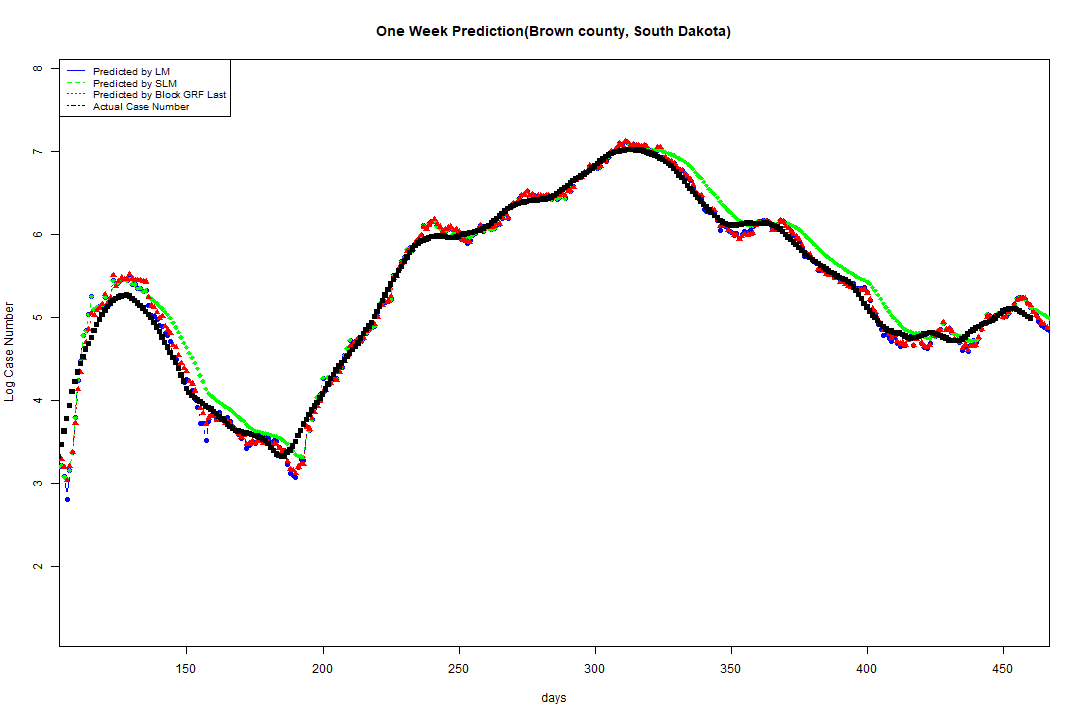 One Week Prediction(Brown county, South Dakota)
Predicted by LM
Predicted by SLM
Predicted by Block GRF Last
Actual Case Number
8
7
6
5
4
3
2
Log Case Number
150 200 250 300 350 400 450
days